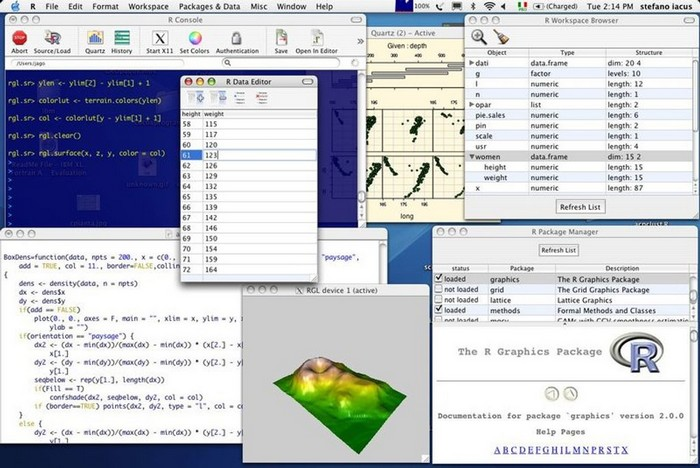 R File Edit Format Workspace Packages & Data Misc Window Help
100% (Charged) Tue 2:14 PM stefano iacus
R Console
Abort Source/Load Quartz History Start X11 Set Colors Authentication Save Open In Editor
rgl.sr> ylen <- ylim[2] - ylim[1] + 1
rgl.sr> colorlut <- terrain.colors(ylen)
rgl.sr> col <- colorlut[y - ylim[1] + 1]
rgl.sr> rgl.clear()
rgl.sr> rgl.surface(x, z, y, color = col)
>
R Data Editor
height weight
58 115
59 117
60 120
61 123
62 126
63 129
64 132
65 135
66 139
67 142
68 146
69 150
70 154
71 159
72 164
Quartz (2) - Active
Given : depth
165 185
165 175 185
long
R Workspace Browser
Object Type Structure
dati data.frame dim: 20 4
g factor levels: 10
l numeric length: 12
n numeric length: 1
opar list length: 2
pie.sales numeric length: 6
pin numeric length: 2
scale numeric length: 1
usr numeric length: 4
women data.frame dim: 15 2
height numeric length: 15
weight numeric length: 15
x numeric length: 87
Refresh List
BoxDens=function(data, npts = 200., x = c(0.,
"paysage",
add = TRUE, col = 11., border=FALSE,
{
dens <- density(data, n = npts)
dx <- dens$x
dy <- dens$y
if(add == FALSE)
plot(0., 0., axes = F, main = "", xlim = x, ylim = y,
ylab = "")
if(orientation == "paysage") {
dx2 <- (dx - min(dx))/(max(dx) - min(dx)) * (x[2.] -
x[1.]
dy2 <- (dy - min(dy))/(max(dy) - min(dy)) * (y[2.] -
y[1.]
seqbelow <- rep(y[1.], length(dx))
if(Fill == T)
confshade(dx2, seqbelow, dy2, col = col)
if (border==TRUE) points(dx2, dy2, type = "l", col =
}
else {
dy2 <- (dx - min(dx))/(max(dx) - min(dx)) * (y[2.] -
y[1.]
RGL device 1 (active)
R Package Manager
Refresh List
status Package Description
loaded graphics The R Graphics Package
not loaded grid The Grid Graphics Package
not loaded lattice Lattice Graphics
loaded methods Formal Methods and Classes
not loaded mgcv GAMs with GCV smoothness estimatio
The R Graphics Package R
Documentation for package `graphics' version 2.0.0
Help Pages
A B C D E F G H I L M N P R S T X